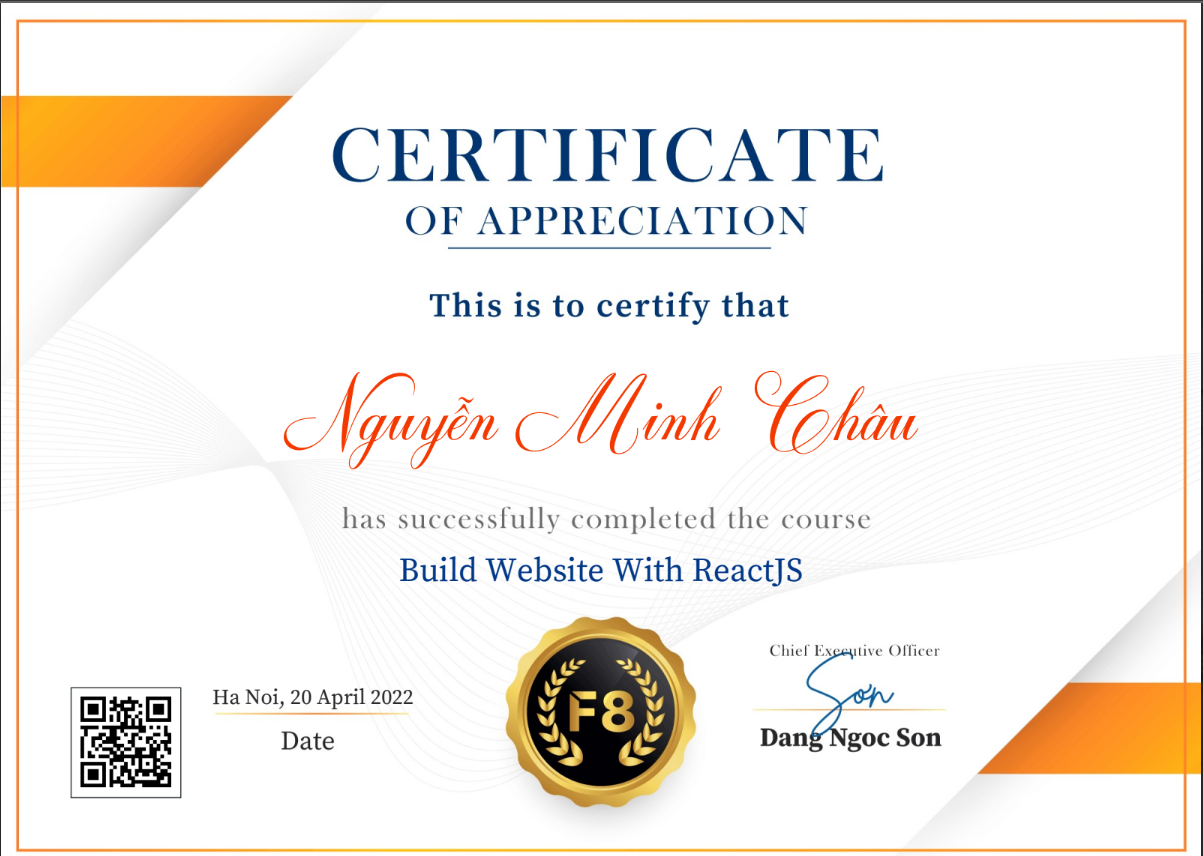 CERTIFICATE
OF APPRECIATION
This is to certify that
Nguyễn Minh Châu
has successfully completed the course
Build Website With ReactJS
Ha Noi, 20 April 2022
Date
F8
Chief Executive Officer
Sơn
Dang Ngoc Son